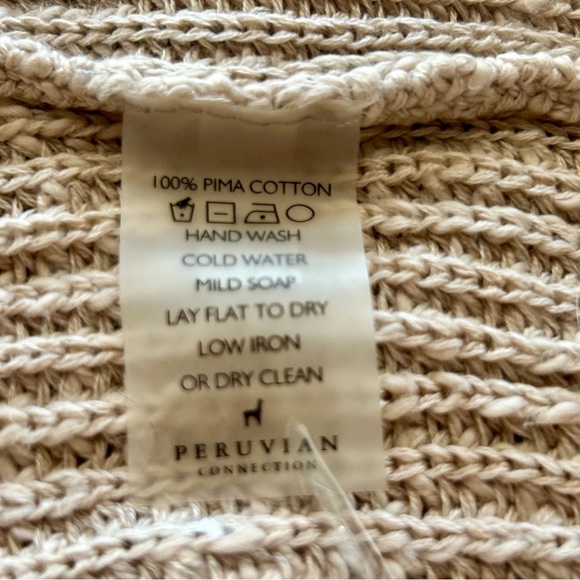 100% PIMA COTTON
HAND WASH
COLD WATER
MILD SOAP
LAY FLAT TO DRY
LOW IRON
OR DRY CLEAN
PERUVIAN
CONNECTION